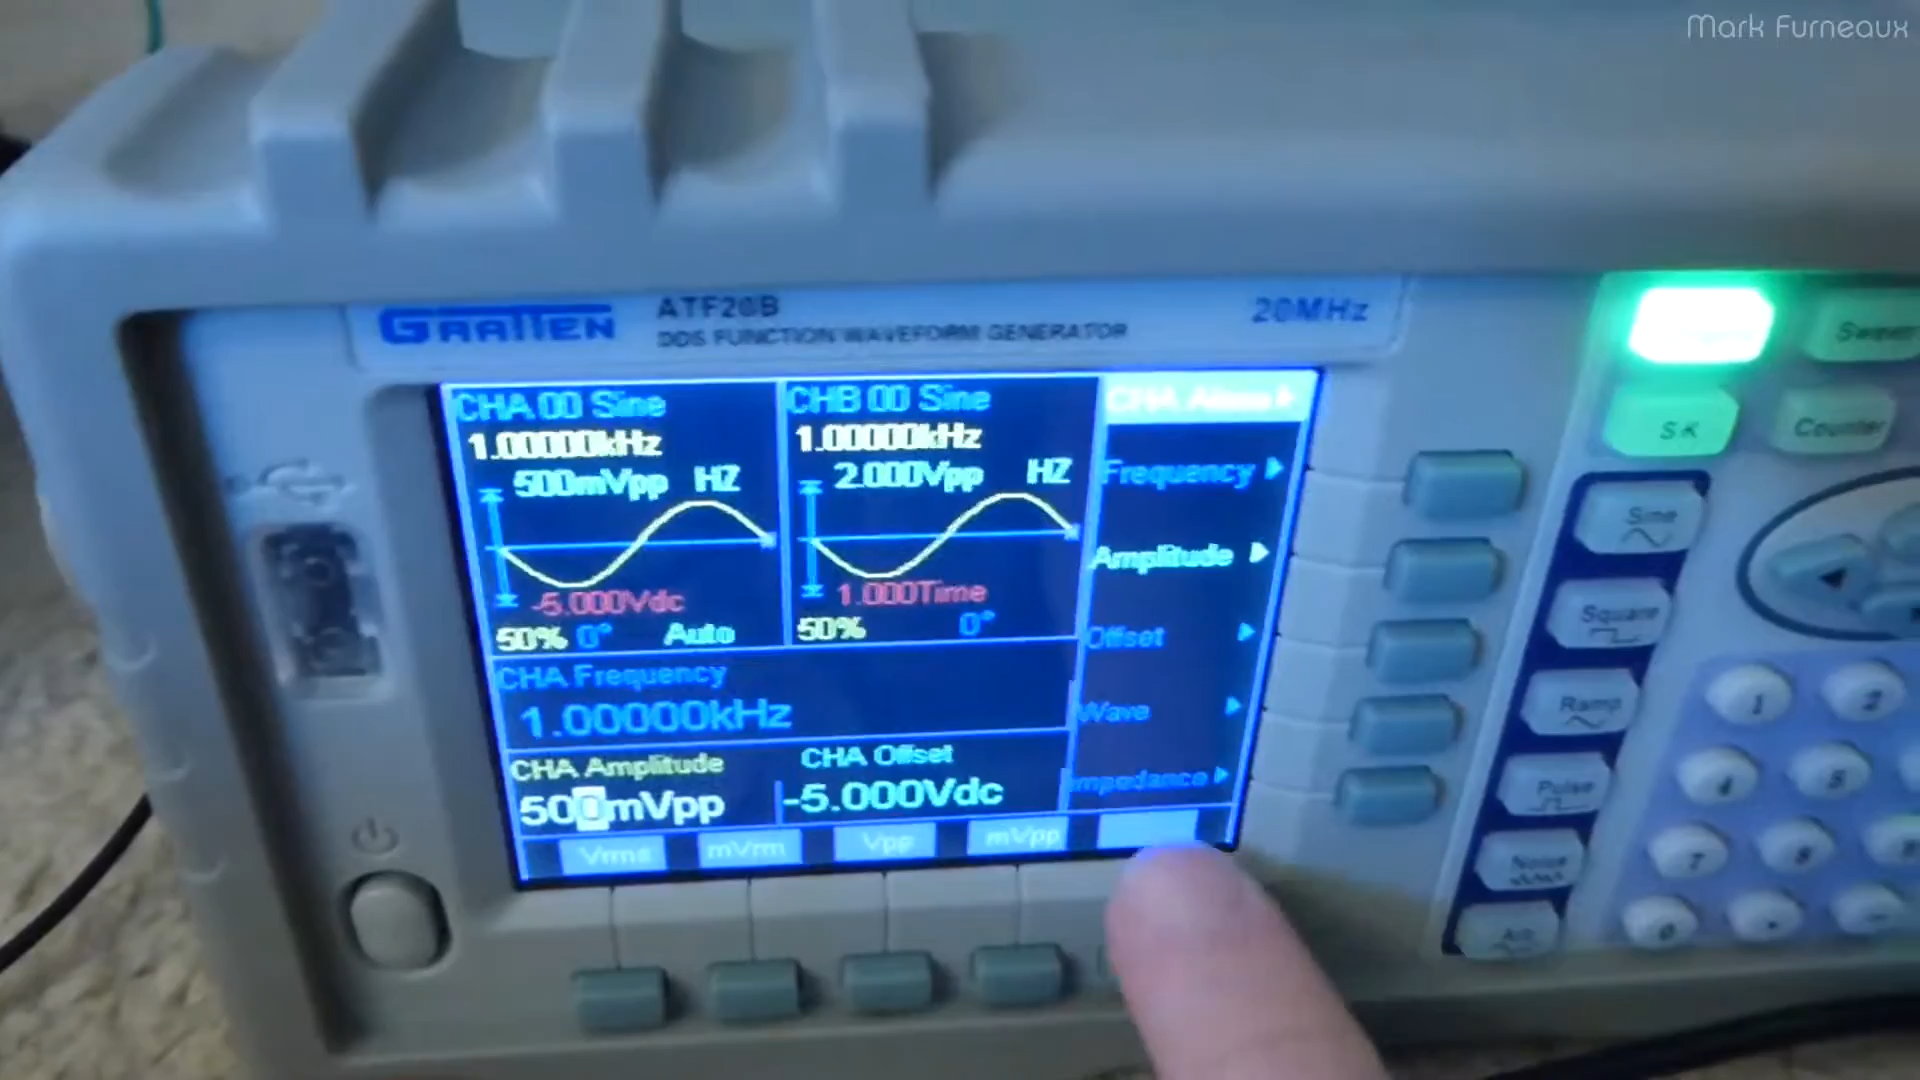 Mark Furneaux
GRATTEN
ATF20B
DDS FUNCTION WAVEFORM GENERATOR
20MHz
CHA 00 Sine
1.00000kHz
500mVpp HZ
-5.000Vdc
50% 0° Auto
CHB 00 Sine
1.00000kHz
2.000Vpp HZ
1.000Time
50% 0°
Frequency
Amplitude
Offset
Wave
Impedance
CHA Frequency
1.00000kHz
CHA Amplitude
500mVpp
CHA Offset
-5.000Vdc
Vrms mVrm Vpp mVpp
Sweep
Counter
Sine
Square
Ramp
Pulse
Noise
Arb
1 2
4 5
7 8
0 .